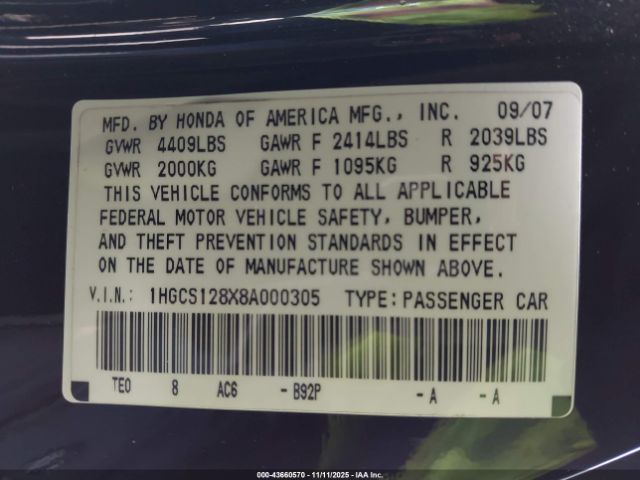 MFD. BY HONDA OF AMERICA MFG., INC. 09/07
GVWR 4409LBS GAWR F 2414LBS R 2039LBS
GVWR 2000KG GAWR F 1095KG R 925KG
THIS VEHICLE CONFORMS TO ALL APPLICABLE
FEDERAL MOTOR VEHICLE SAFETY, BUMPER,
AND THEFT PREVENTION STANDARDS IN EFFECT
ON THE DATE OF MANUFACTURE SHOWN ABOVE.
V.I.N.: 1HGCS128X8A000305 TYPE: PASSENGER CAR
TE0 8 AC6 - B92P - A - A
000-43660570 - 11/11/2025 - IAA Inc.